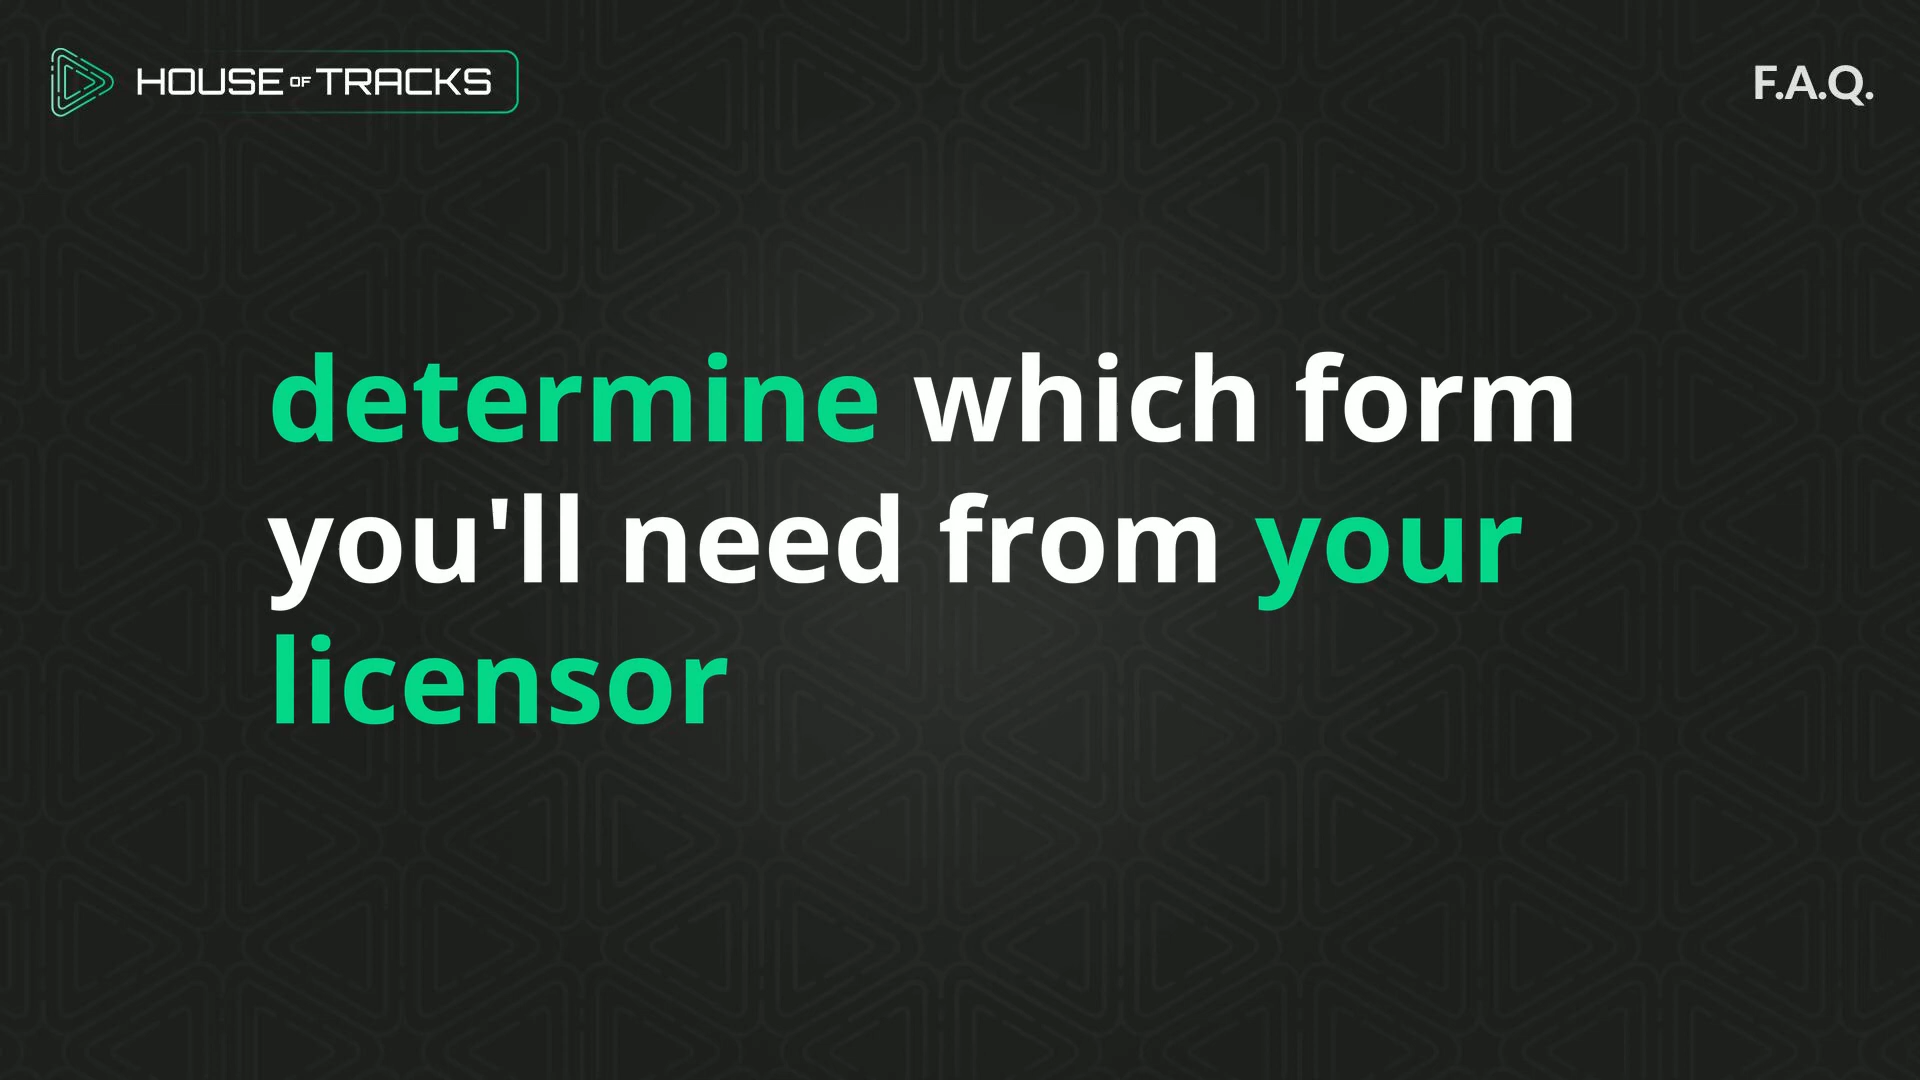 HOUSE OF TRACKS
F.A.Q.
determine which form
you'll need from your
licensor